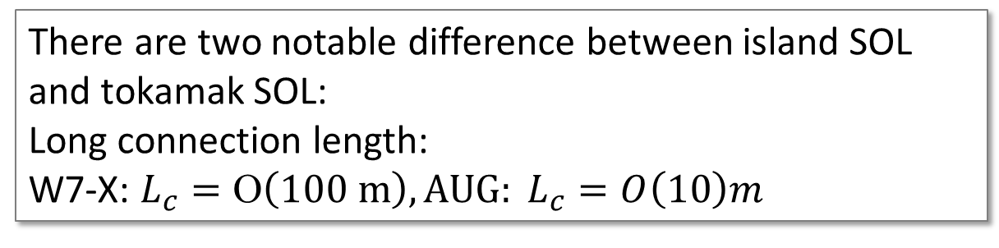 There are two notable difference between island SOL
and tokamak SOL:
Long connection length:
W7-X: L_c = O(100 m), AUG: L_c = O(10)m